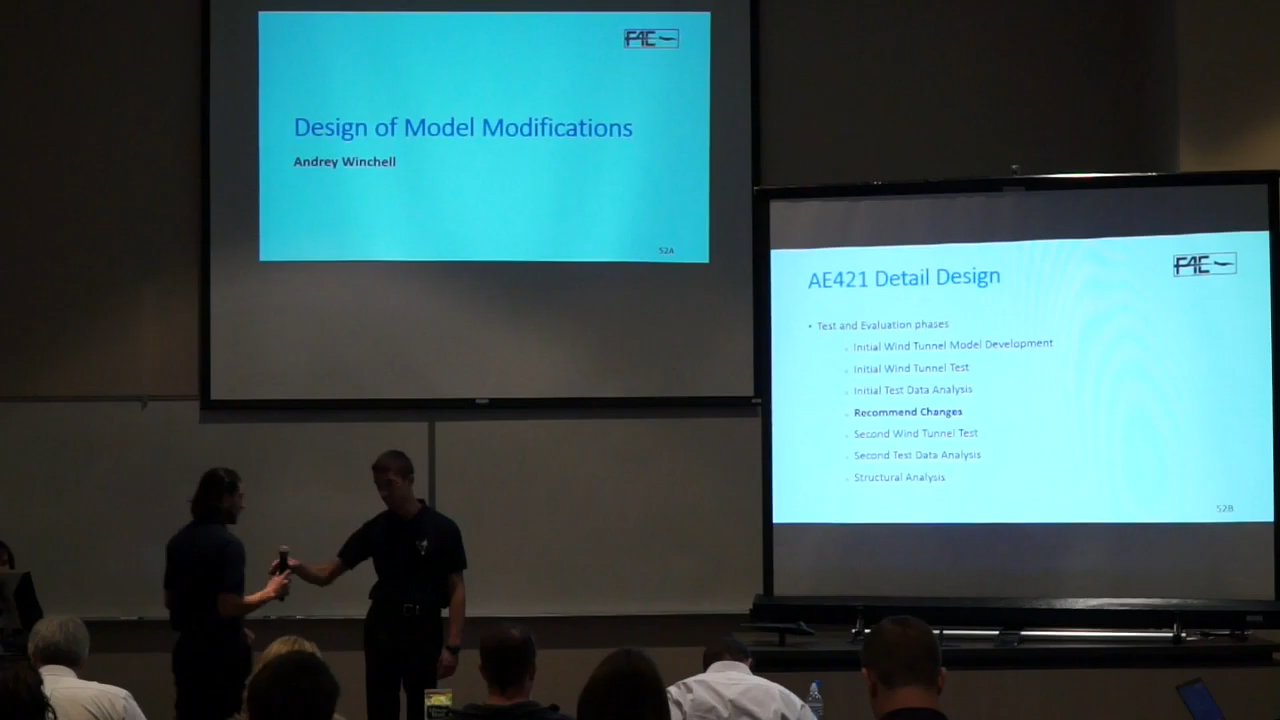 F4E
Design of Model Modifications
Andrey Winchell
52A
F4E
AE421 Detail Design
• Test and Evaluation phases
Initial Wind Tunnel Model Development
Initial Wind Tunnel Test
Initial Test Data Analysis
Recommend Changes
Second Wind Tunnel Test
Second Test Data Analysis
Structural Analysis
52B